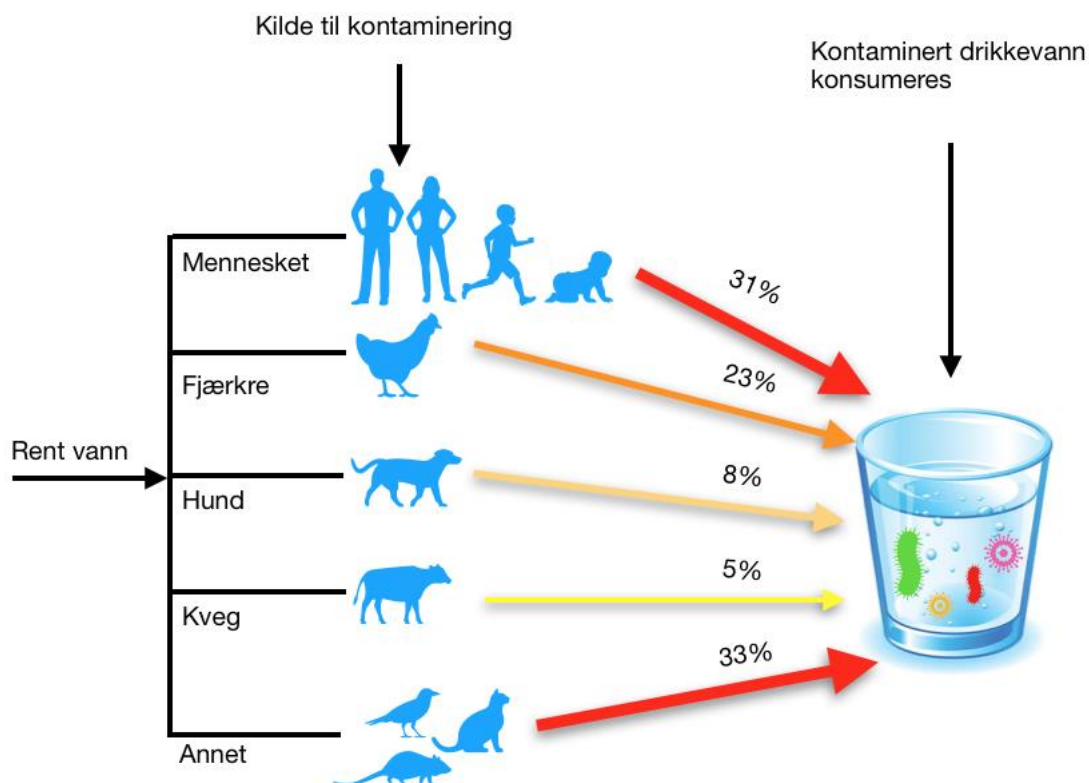 Kilde til kontaminering
Kontaminert drikkevann
konsumeres
Mennesket
31%
Fjærkre
23%
Rent vann
Hund
8%
Kveg
5%
Annet
33%